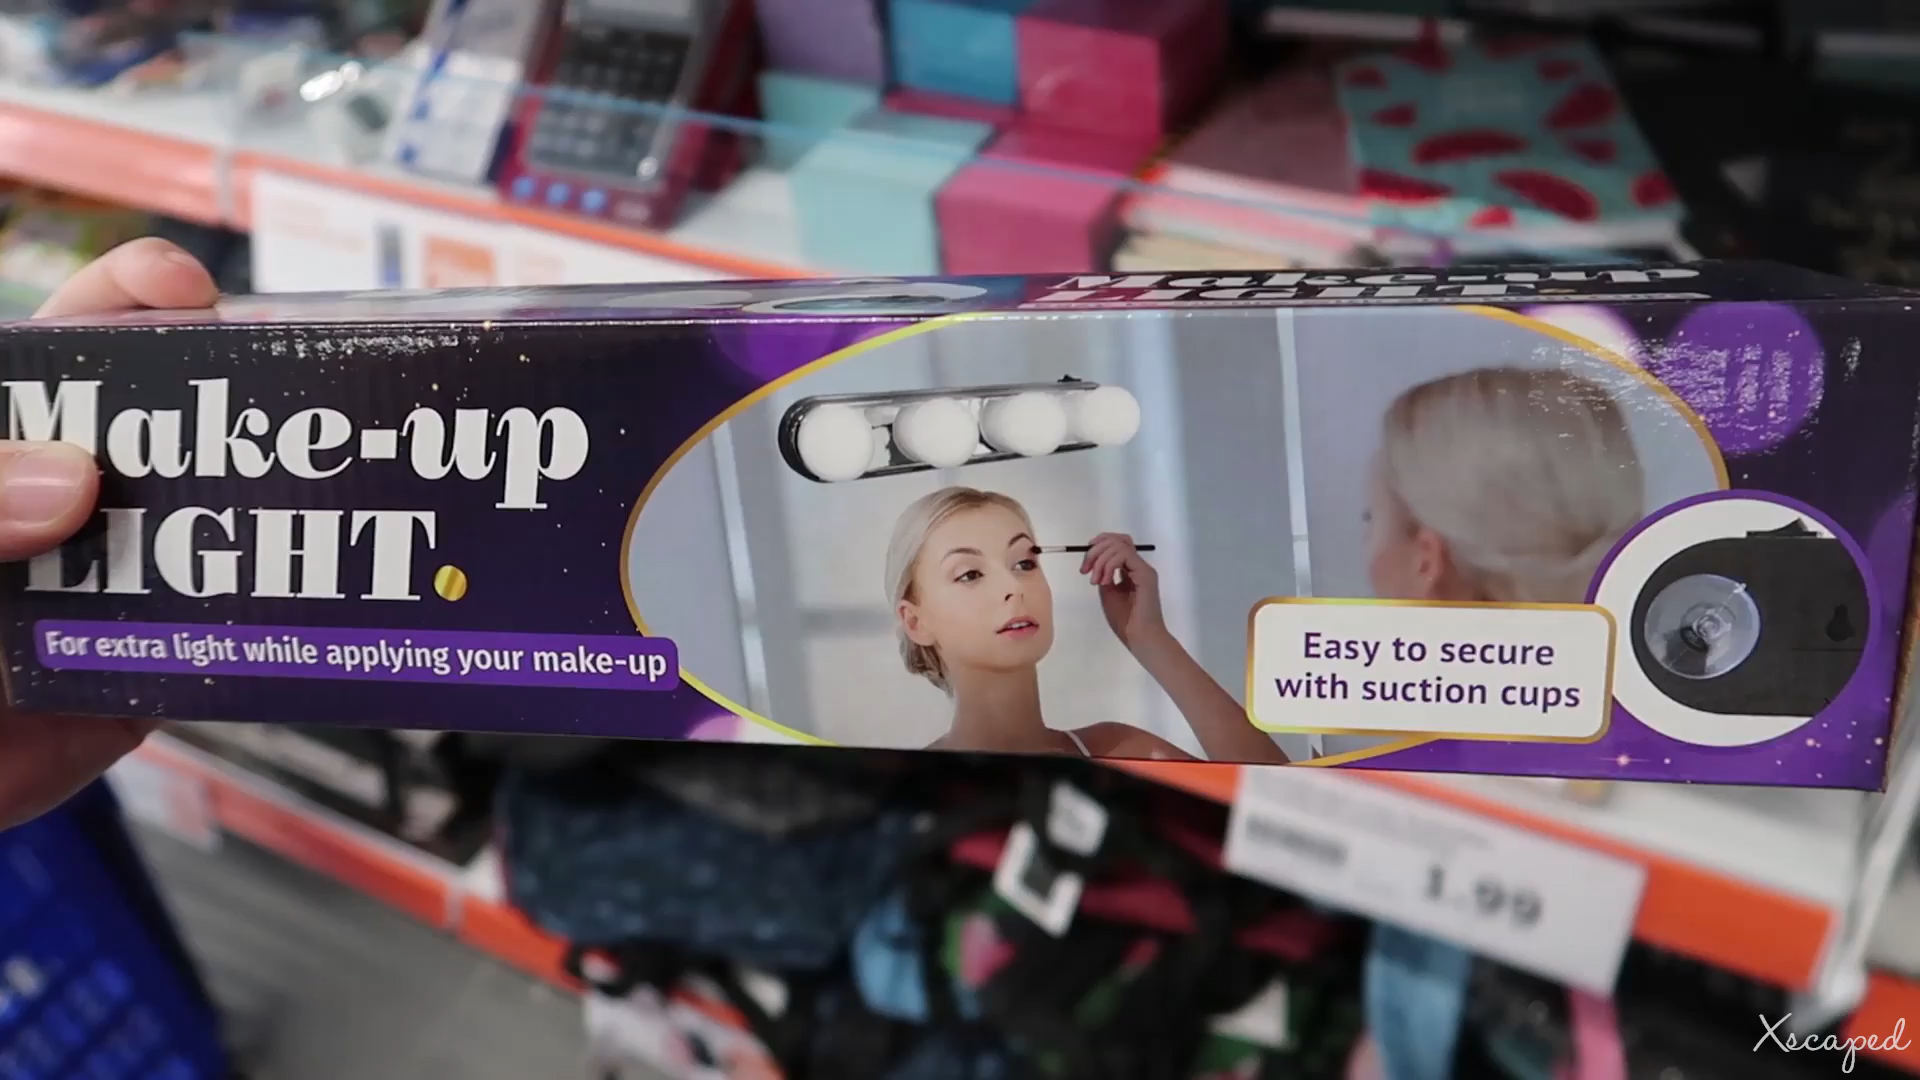 Make-up
LIGHT.
Make-up
LIGHT.
For extra light while applying your make-up
Easy to secure
with suction cups
1.99
Xscaped